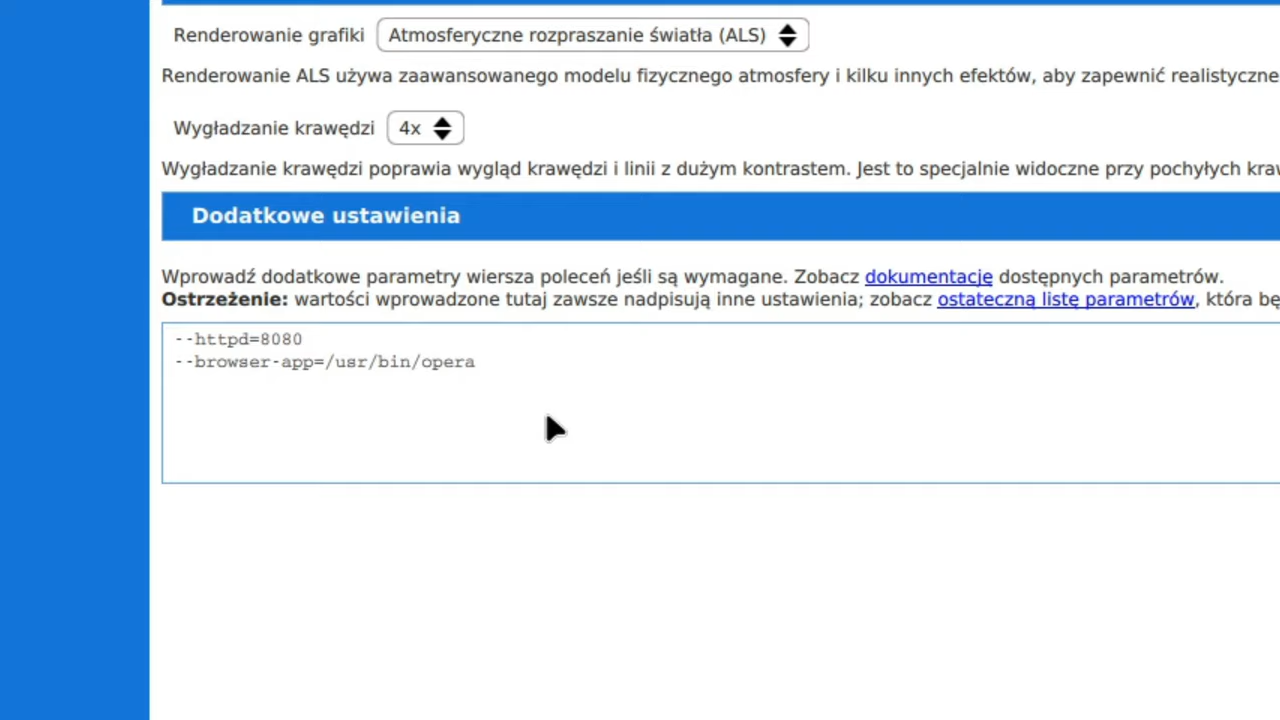 Renderowanie grafiki Atmosferyczne rozpraszanie światła (ALS)
Renderowanie ALS używa zaawansowanego modelu fizycznego atmosfery i kilku innych efektów, aby zapewnić realistyczne
Wygładzanie krawędzi 4x
Wygładzanie krawędzi poprawia wygląd krawędzi i linii z dużym kontrastem. Jest to specjalnie widoczne przy pochyłych
Dodatkowe ustawienia
Wprowadź dodatkowe parametry wiersza poleceń jeśli są wymagane. Zobacz dokumentację dostępnych parametrów.
Ostrzeżenie: wartości wprowadzone tutaj zawsze nadpisują inne ustawienia; zobacz ostateczną listę parametrów, która
--httpd=8080
--browser-app=/usr/bin/opera